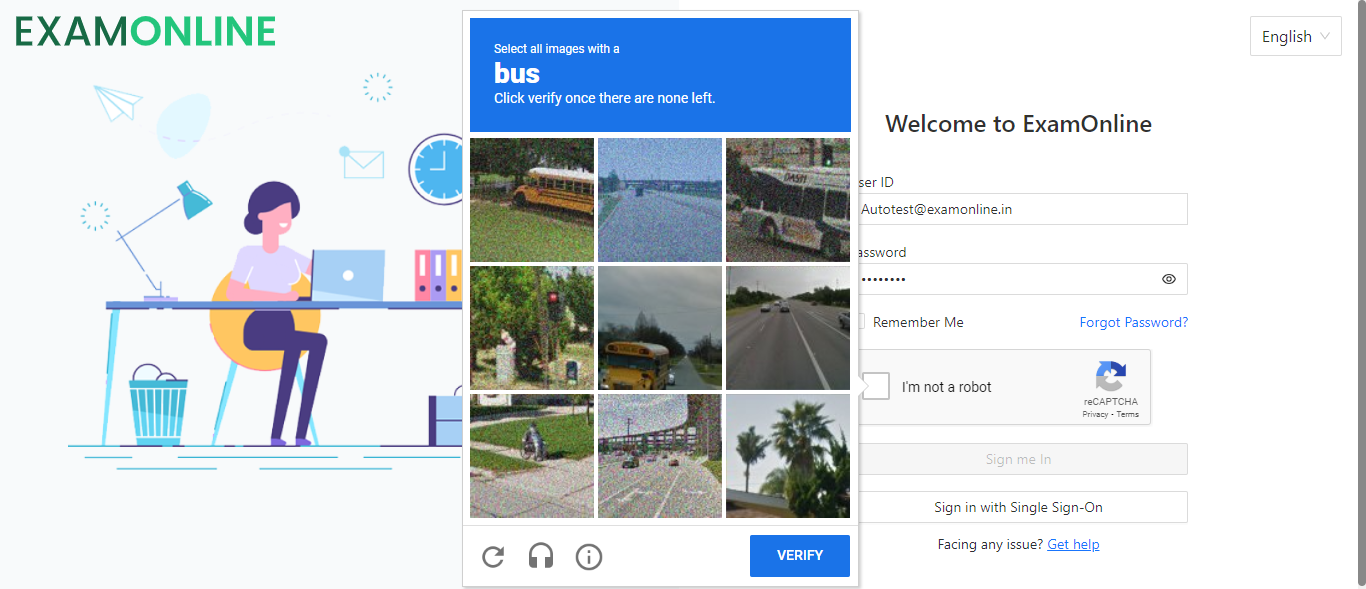 EXAMONLINE
English
Select all images with a
bus
Click verify once there are none left.
DASH
VERIFY
Welcome to ExamOnline
ser ID
Autotest@examonline.in
assword
••••••••
Remember Me
Forgot Password?
I'm not a robot
reCAPTCHA
Privacy - Terms
Sign me In
Sign in with Single Sign-On
Facing any issue? Get help